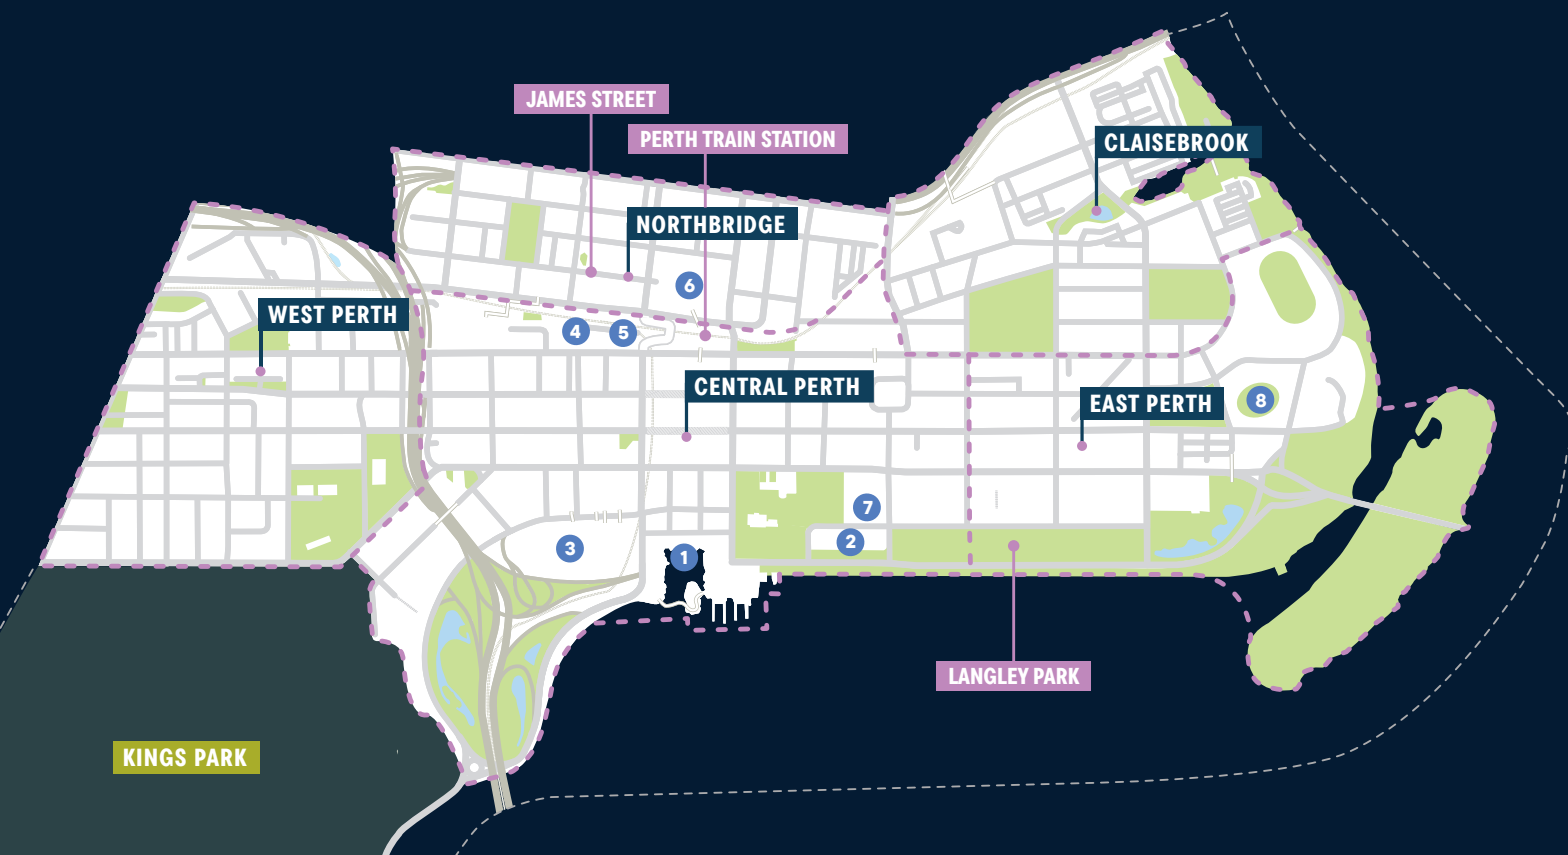 JAMES STREET
PERTH TRAIN STATION
CLAISEBROOK
NORTHBRIDGE
6
WEST PERTH
4
5
CENTRAL PERTH
EAST PERTH
8
7
2
3
1
LANGLEY PARK
KINGS PARK